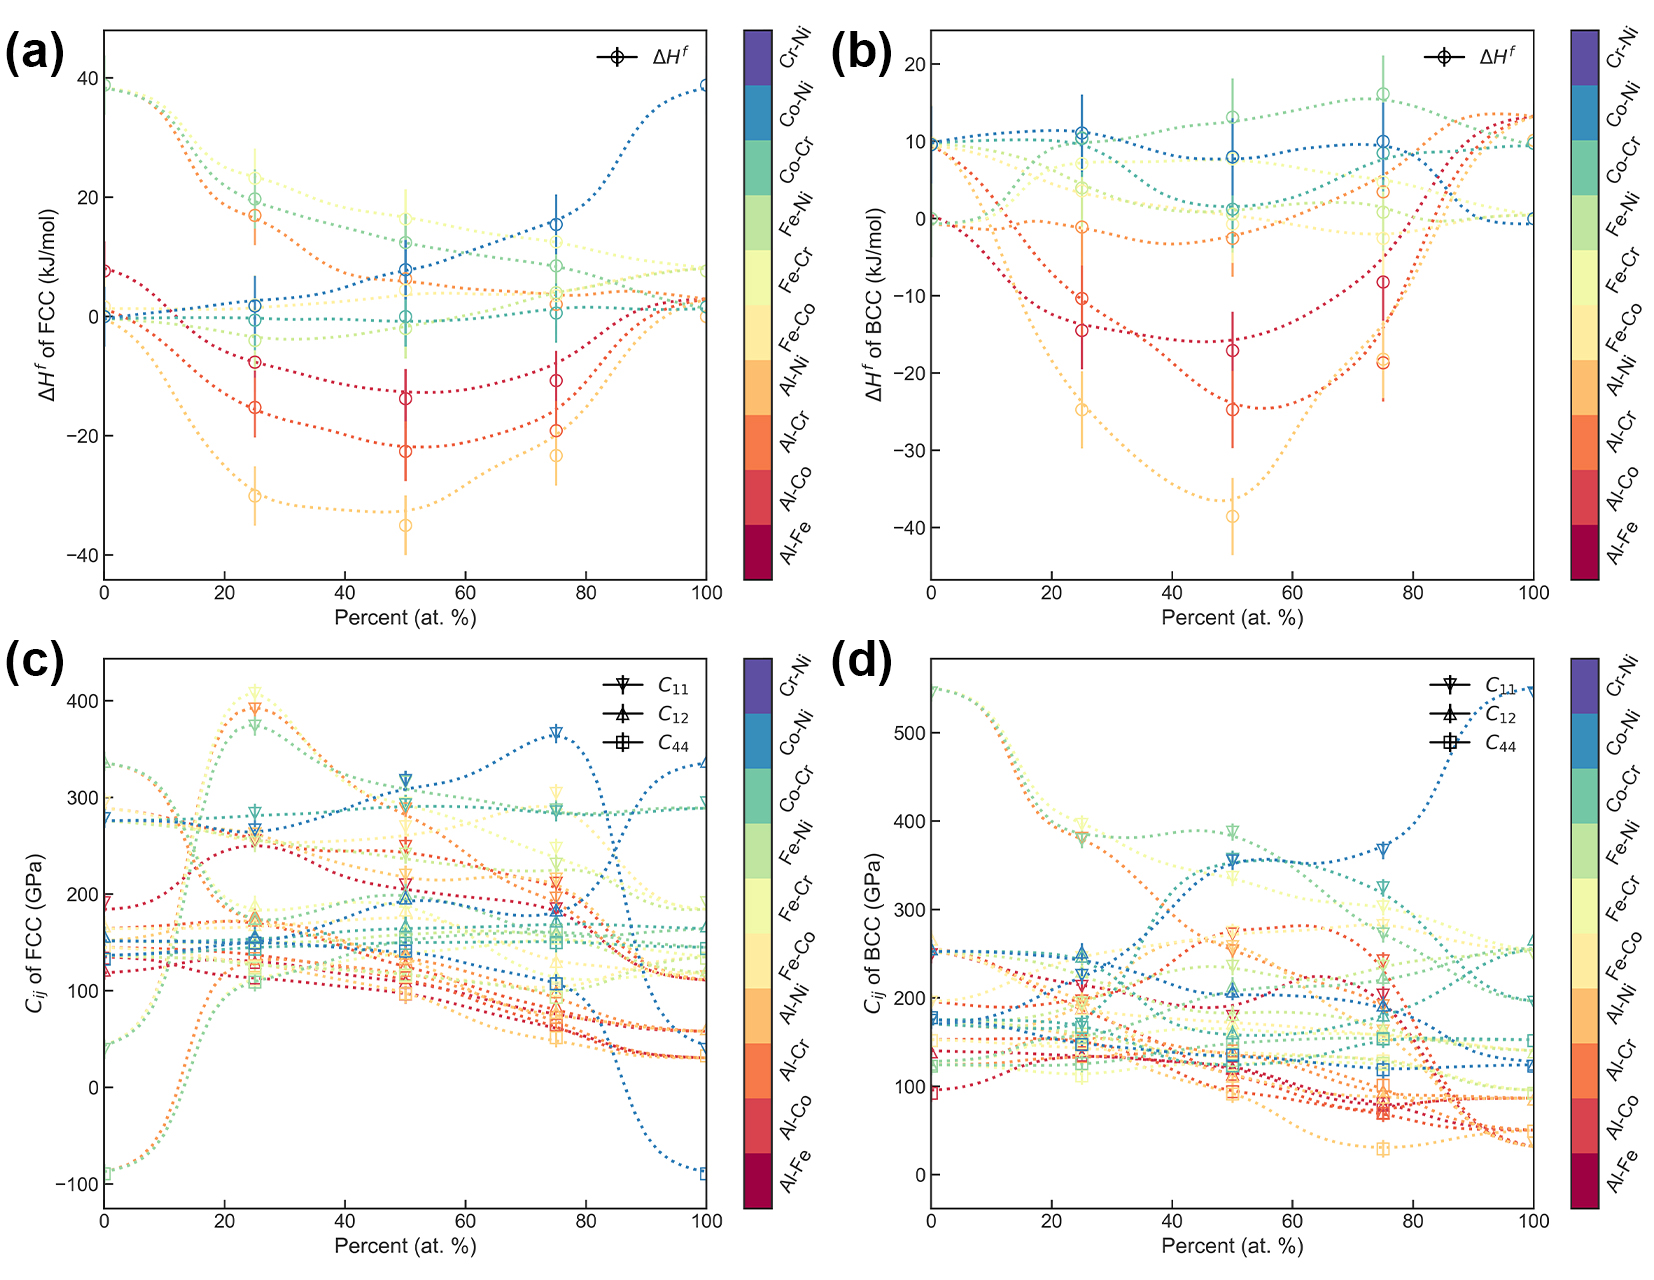 (a)
ΔH^f
40
20
0
−20
−40
ΔH^f of FCC (kJ/mol)
0 20 40 60 80 100
Percent (at. %)
Cr-Ni
Co-Ni
Co-Cr
Fe-Ni
Fe-Cr
Fe-Co
Al-Ni
Al-Cr
Al-Co
Al-Fe
(b)
ΔH^f
20
10
0
−10
−20
−30
−40
ΔH^f of BCC (kJ/mol)
0 20 40 60 80 100
Percent (at. %)
Cr-Ni
Co-Ni
Co-Cr
Fe-Ni
Fe-Cr
Fe-Co
Al-Ni
Al-Cr
Al-Co
Al-Fe
(c)
C₁₁
C₁₂
C₄₄
400
300
200
100
0
−100
C_ij of FCC (GPa)
0 20 40 60 80 100
Percent (at. %)
Cr-Ni
Co-Ni
Co-Cr
Fe-Ni
Fe-Cr
Fe-Co
Al-Ni
Al-Cr
Al-Co
Al-Fe
(d)
C₁₁
C₁₂
C₄₄
500
400
300
200
100
0
C_ij of BCC (GPa)
0 20 40 60 80 100
Percent (at. %)
Cr-Ni
Co-Ni
Co-Cr
Fe-Ni
Fe-Cr
Fe-Co
Al-Ni
Al-Cr
Al-Co
Al-Fe